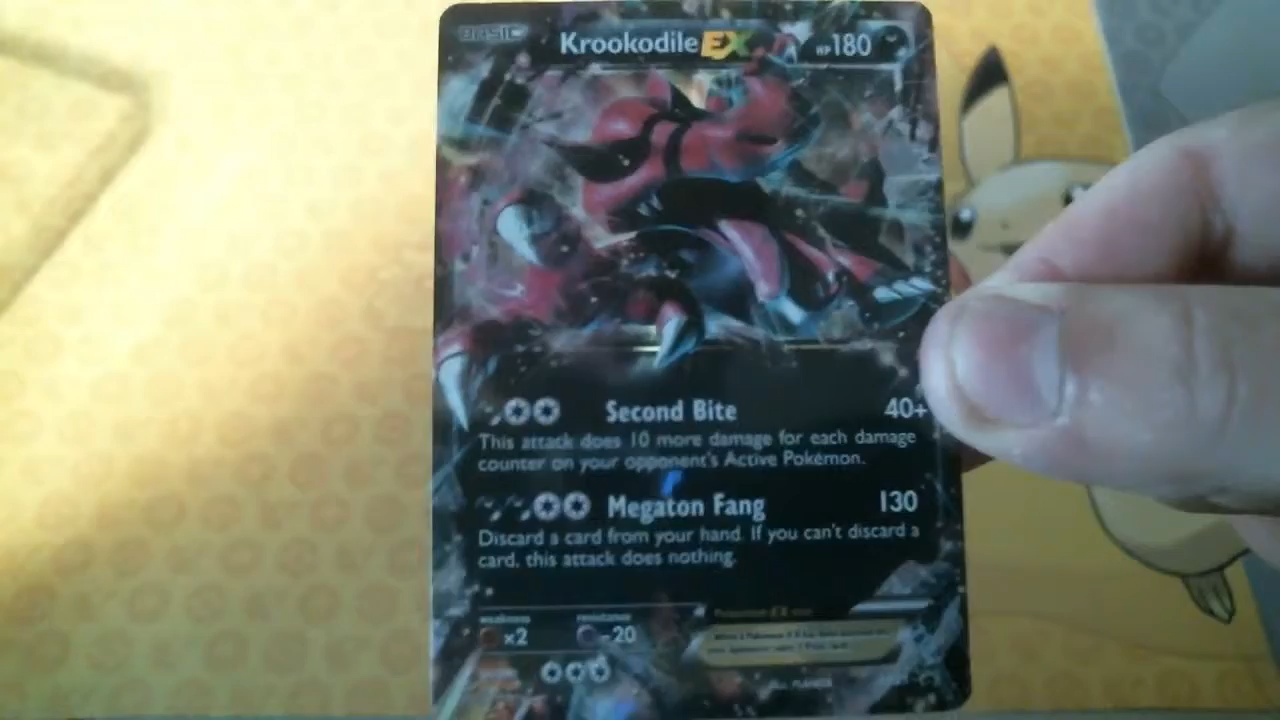 BASIC Krookodile EX HP180
Second Bite 40+
This attack does 10 more damage for each damage
counter on your opponent's Active Pokémon.
Megaton Fang 130
Discard a card from your hand. If you can't discard a
card, this attack does nothing.
weakness resistance
×2 -20